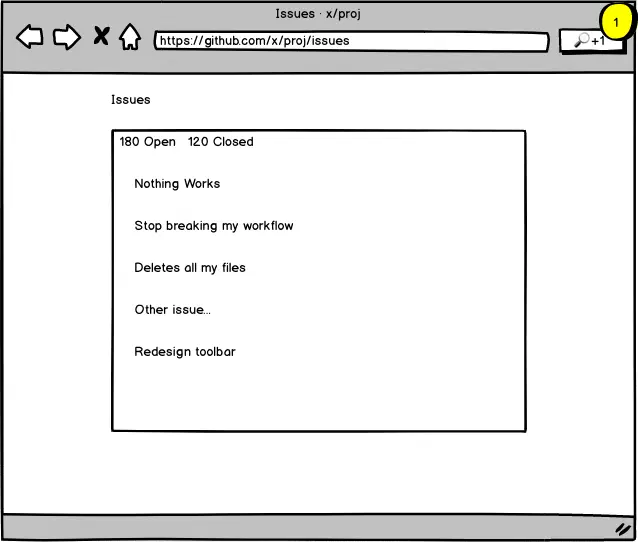 Issues · x/proj
1
https://github.com/x/proj/issues
+1
Issues
180 Open 120 Closed
Nothing Works
Stop breaking my workflow
Deletes all my files
Other issue...
Redesign toolbar